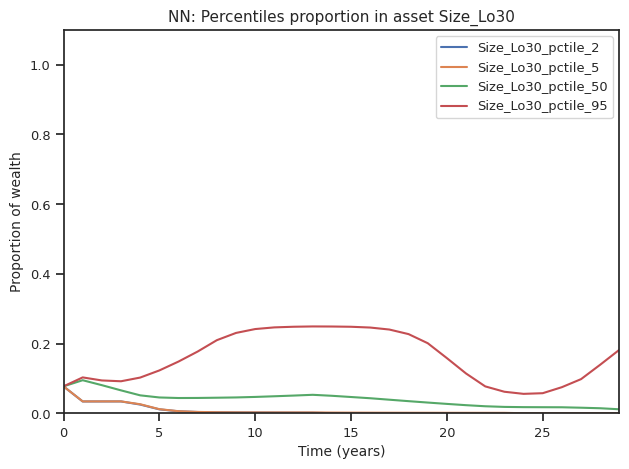 NN: Percentiles proportion in asset Size_Lo30
Size_Lo30_pctile_2
Size_Lo30_pctile_5
Size_Lo30_pctile_50
Size_Lo30_pctile_95
Proportion of wealth
1.0
0.8
0.6
0.4
0.2
0.0
0 5 10 15 20 25
Time (years)